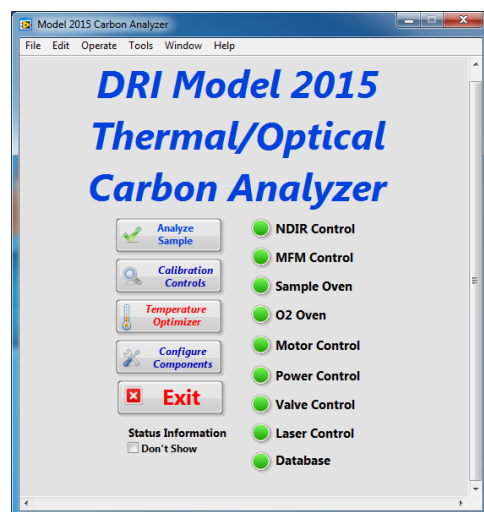 Model 2015 Carbon Analyzer
File Edit Operate Tools Window Help
DRI Model 2015
Thermal/Optical
Carbon Analyzer
Analyze
Sample
Calibration
Controls
Temperature
Optimizer
Configure
Components
Exit
Status Information
Don't Show
NDIR Control
MFM Control
Sample Oven
O2 Oven
Motor Control
Power Control
Valve Control
Laser Control
Database